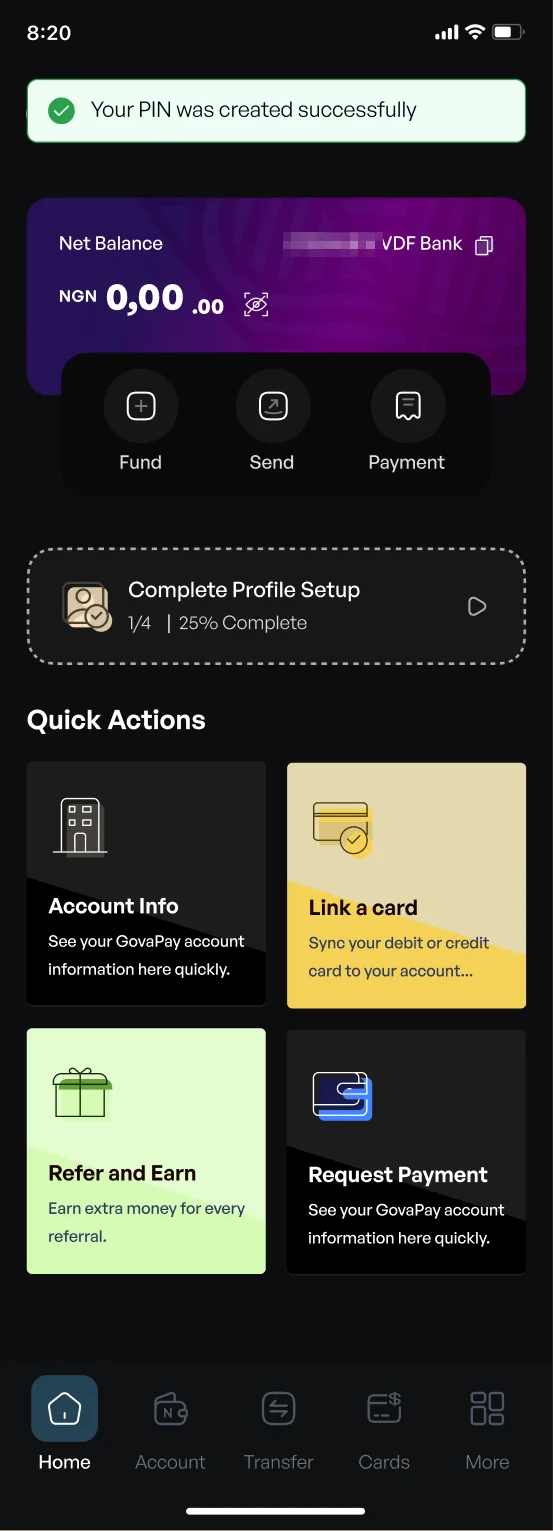 8:20
Your PIN was created successfully
Net Balance
VDF Bank
NGN 0,00 .00
Fund
Send
Payment
Complete Profile Setup
1/4 | 25% Complete
Quick Actions
Account Info
See your GovaPay account
information here quickly.
Link a card
Sync your debit or credit
card to your account...
Refer and Earn
Earn extra money for every
referral.
Request Payment
See your GovaPay account
information here quickly.
N
$
Home
Account
Transfer
Cards
More